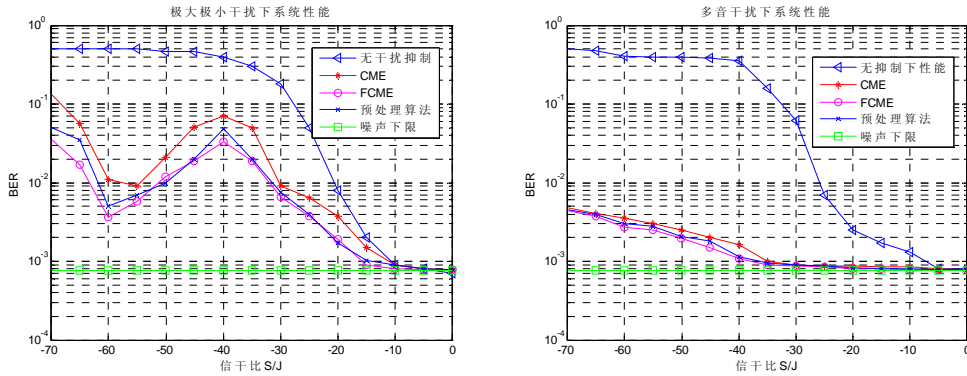 极大极小干扰下系统性能
10^0
10^-1
10^-2
10^-3
10^-4
BER
-70 -60 -50 -40 -30 -20 -10 0
信干比S/J
无干扰抑制
CME
FCME
预处理算法
噪声下限
多音干扰下系统性能
10^0
10^-1
10^-2
10^-3
10^-4
BER
-70 -60 -50 -40 -30 -20 -10 0
信干比S/J
无抑制下性能
CME
FCME
预处理算法
噪声下限